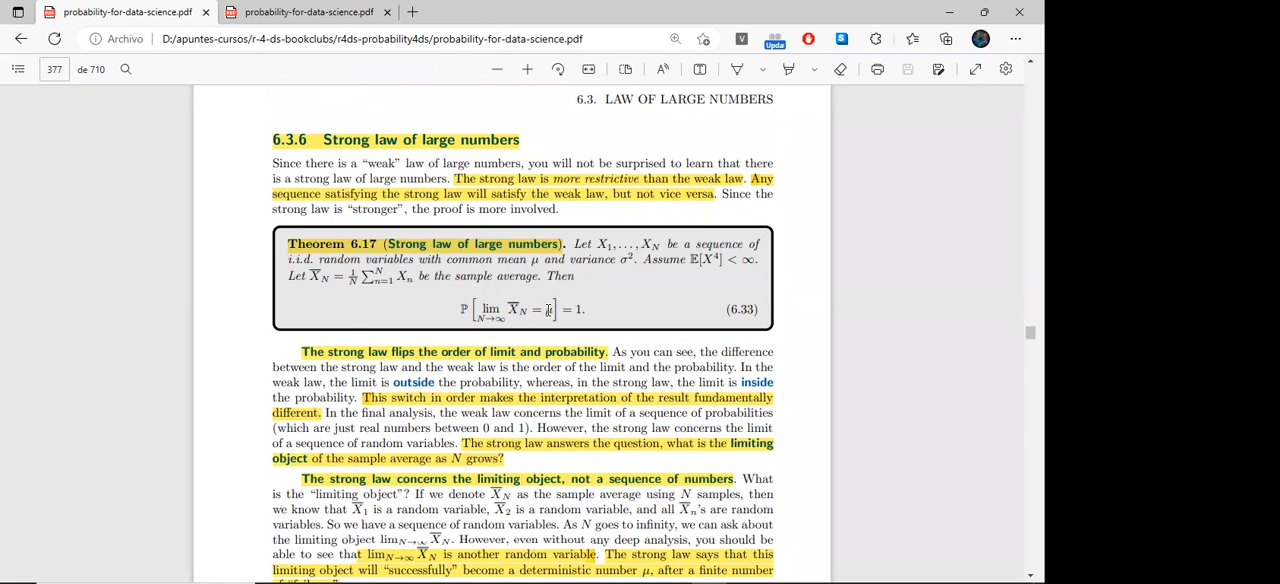 probability-for-data-science.pdf
probability-for-data-science.pdf
Archivo | D:/apuntes-cursos/r-4-ds-bookclubs/r4ds-probability4ds/probability-for-data-science.pdf
V
Upda
S
377 de 710
6.3. LAW OF LARGE NUMBERS
6.3.6 Strong law of large numbers
Since there is a “weak” law of large numbers, you will not be surprised to learn that there
is a strong law of large numbers. The strong law is more restrictive than the weak law. Any
sequence satisfying the strong law will satisfy the weak law, but not vice versa. Since the
strong law is “stronger”, the proof is more involved.
Theorem 6.17 (Strong law of large numbers). Let X₁, . . . , X_N be a sequence of
i.i.d. random variables with common mean μ and variance σ². Assume 𝔼[X⁴] < ∞.
Let X̅_N = 1/N ∑_{n=1}^N X_n be the sample average. Then
ℙ [ lim_{N→∞} X̅_N = μ ] = 1. (6.33)
The strong law flips the order of limit and probability. As you can see, the difference
between the strong law and the weak law is the order of the limit and the probability. In the
weak law, the limit is outside the probability, whereas, in the strong law, the limit is inside
the probability. This switch in order makes the interpretation of the result fundamentally
different. In the final analysis, the weak law concerns the limit of a sequence of probabilities
(which are just real numbers between 0 and 1). However, the strong law concerns the limit
of a sequence of random variables. The strong law answers the question, what is the limiting
object of the sample average as N grows?
The strong law concerns the limiting object, not a sequence of numbers. What
is the “limiting object”? If we denote X̅_N as the sample average using N samples, then
we know that X̅₁ is a random variable, X̅₂ is a random variable, and all X̅_n's are random
variables. So we have a sequence of random variables. As N goes to infinity, we can ask about
the limiting object lim_{N→∞} X̅_N. However, even without any deep analysis, you should be
able to see that lim_{N→∞} X̅_N is another random variable. The strong law says that this
limiting object will “successfully” become a deterministic number μ, after a finite number